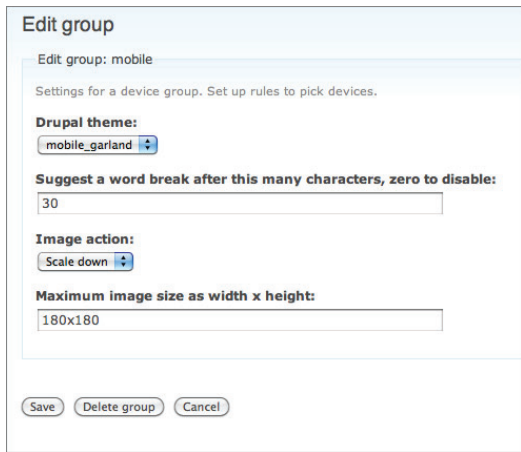 Edit group
Edit group: mobile
Settings for a device group. Set up rules to pick devices.
Drupal theme:
mobile_garland
Suggest a word break after this many characters, zero to disable:
30
Image action:
Scale down
Maximum image size as width x height:
180x180
Save Delete group Cancel